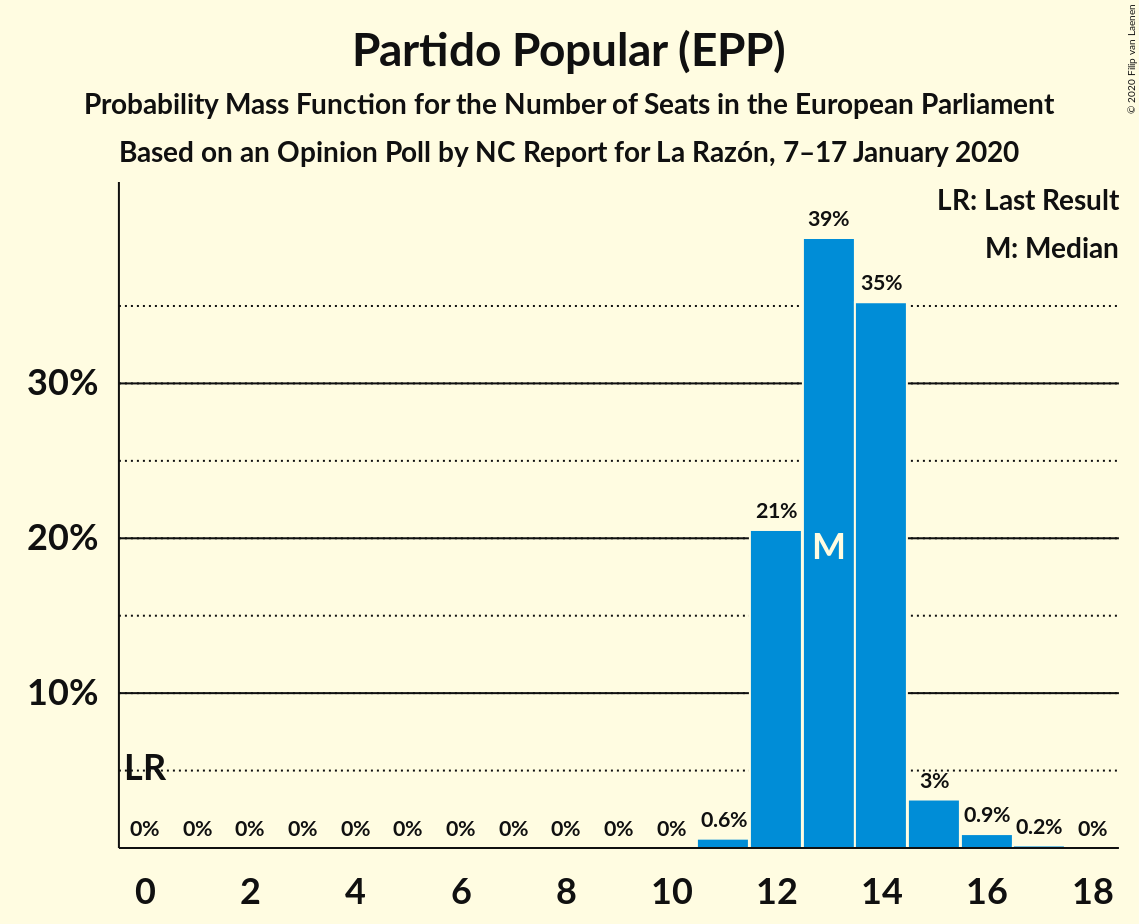 Partido Popular (EPP)
Probability Mass Function for the Number of Seats in the European Parliament
Based on an Opinion Poll by NC Report for La Razón, 7–17 January 2020
© 2020 Filip van Laenen
LR: Last Result
M: Median
39%
35%
30%
21%
20%
M
10%
LR
3%
0% 0% 0% 0% 0% 0% 0% 0% 0% 0% 0% 0.6% 0.9% 0.2% 0%
0 2 4 6 8 10 12 14 16 18